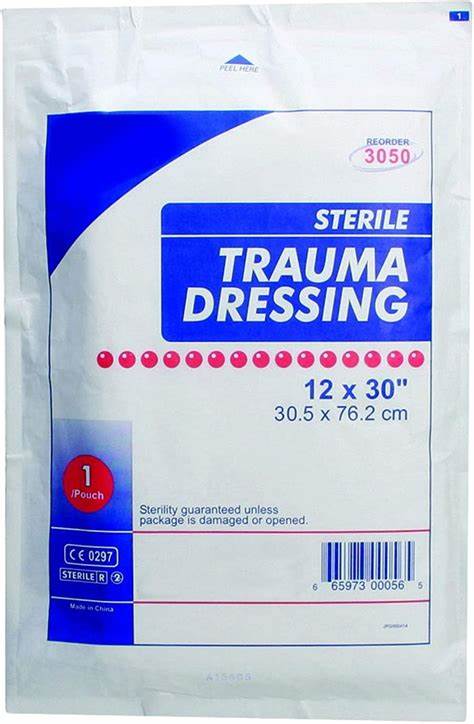 1
PEEL HERE
REORDER
3050
STERILE
TRAUMA
DRESSING
12 x 30"
30.5 x 76.2 cm
1
/Pouch
Sterility guaranteed unless
package is damaged or opened.
CE 0297
STERILE R 2
Made in China
6 65973 00056 5